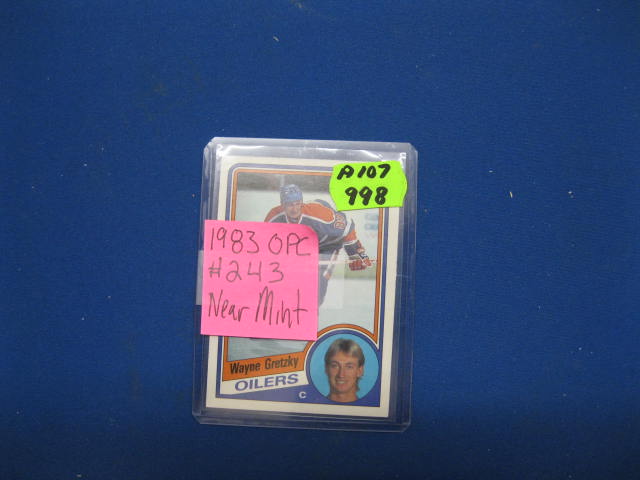 A107
998
1983 OPC
#243
Near Mint
Wayne Gretzky
OILERS
C